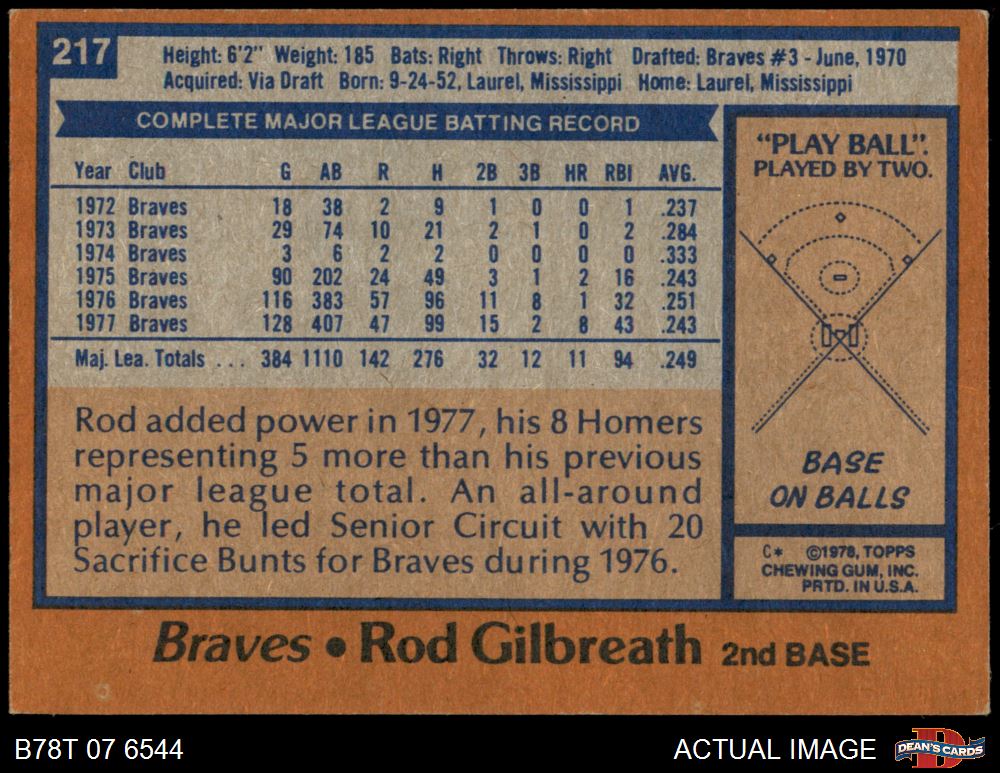 217
Height: 6'2" Weight: 185 Bats: Right Throws: Right Drafted: Braves #3 - June, 1970
Acquired: Via Draft Born: 9-24-52, Laurel, Mississippi Home: Laurel, Mississippi
COMPLETE MAJOR LEAGUE BATTING RECORD
Year Club G AB R H 2B 3B HR RBI AVG.
1972 Braves 18 38 2 9 1 0 0 1 .237
1973 Braves 29 74 10 21 2 1 0 2 .284
1974 Braves 3 6 2 2 0 0 0 0 .333
1975 Braves 90 202 24 49 3 1 2 16 .243
1976 Braves 116 383 57 96 11 8 1 32 .251
1977 Braves 128 407 47 99 15 2 8 43 .243
Maj. Lea. Totals . . . 384 1110 142 276 32 12 11 94 .249
Rod added power in 1977, his 8 Homers
representing 5 more than his previous
major league total. An all-around
player, he led Senior Circuit with 20
Sacrifice Bunts for Braves during 1976.
"PLAY BALL".
PLAYED BY TWO.
BASE
ON BALLS
C* ©1978, TOPPS
CHEWING GUM, INC.
PRTD. IN U.S.A.
Braves • Rod Gilbreath 2nd BASE
B78T 07 6544
ACTUAL IMAGE
DEAN'S CARDS